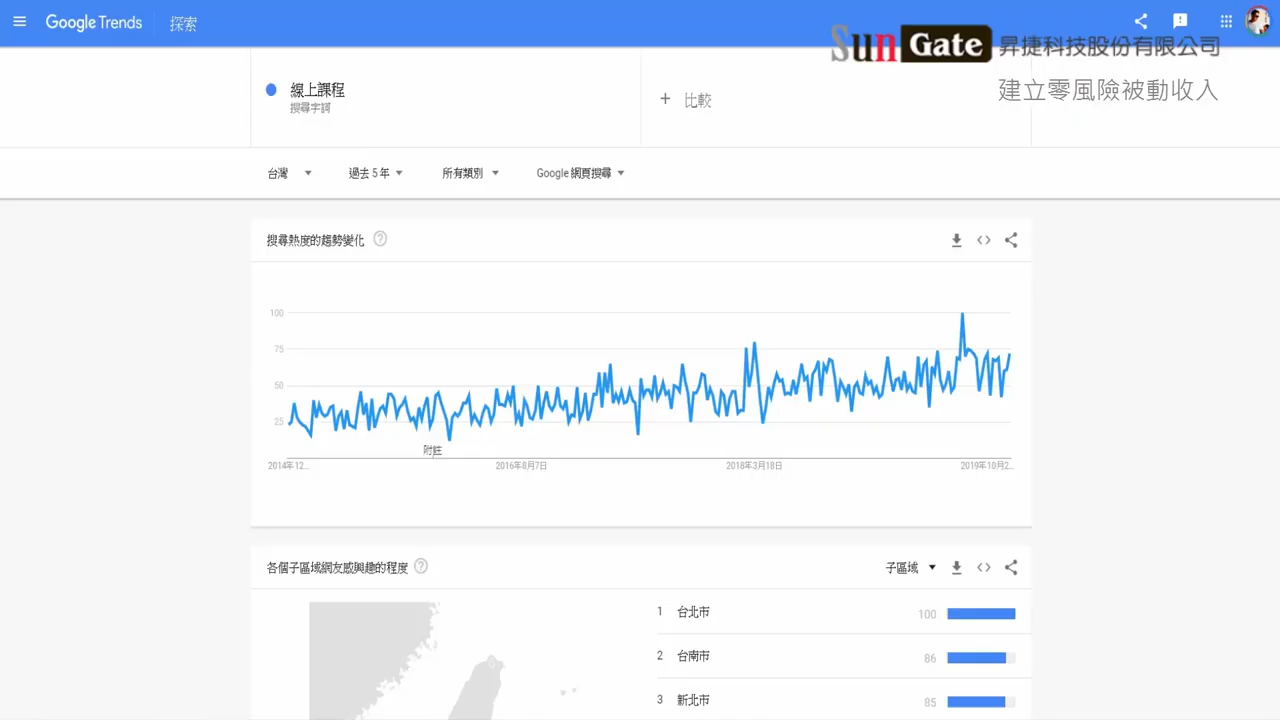 Google Trends 探索
Sun Gate 昇捷科技股份有限公司
建立零風險被動收入
線上課程
搜尋字詞
+ 比較
台灣 過去 5 年 所有類別 Google 網頁搜尋
搜尋熱度的趨勢變化
100
75
50
25
附註
2014年12... 2016年8月7日 2018年3月18日 2019年10月2...
各個子區域網友感興趣的程度 子區域
1 台北市 100
2 台南市 86
3 新北市 85